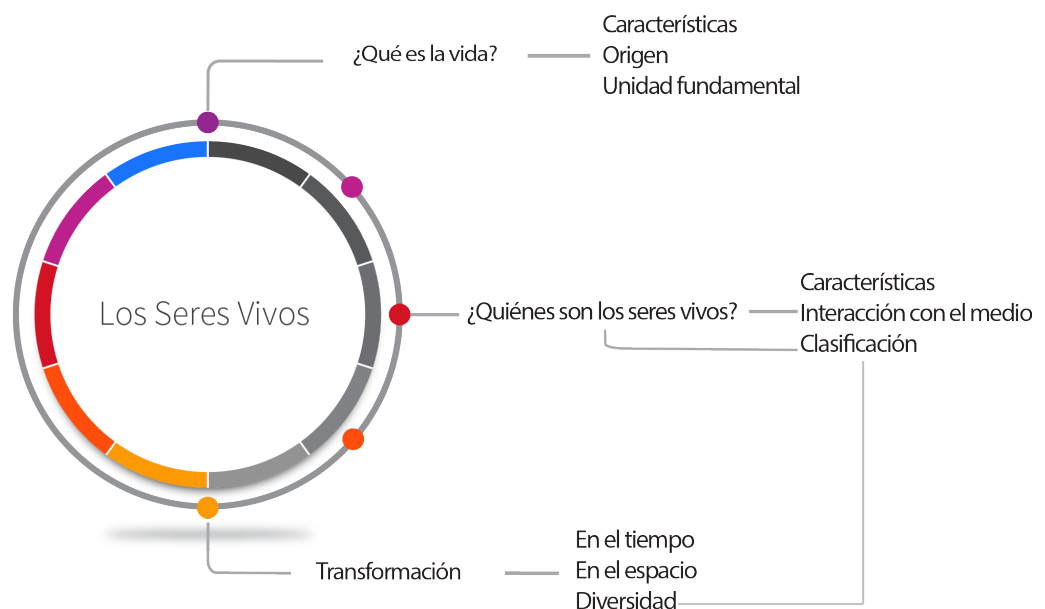 ¿Qué es la vida?
Características
Origen
Unidad fundamental
Los Seres Vivos
¿Quiénes son los seres vivos?
Características
Interacción con el medio
Clasificación
Transformación
En el tiempo
En el espacio
Diversidad